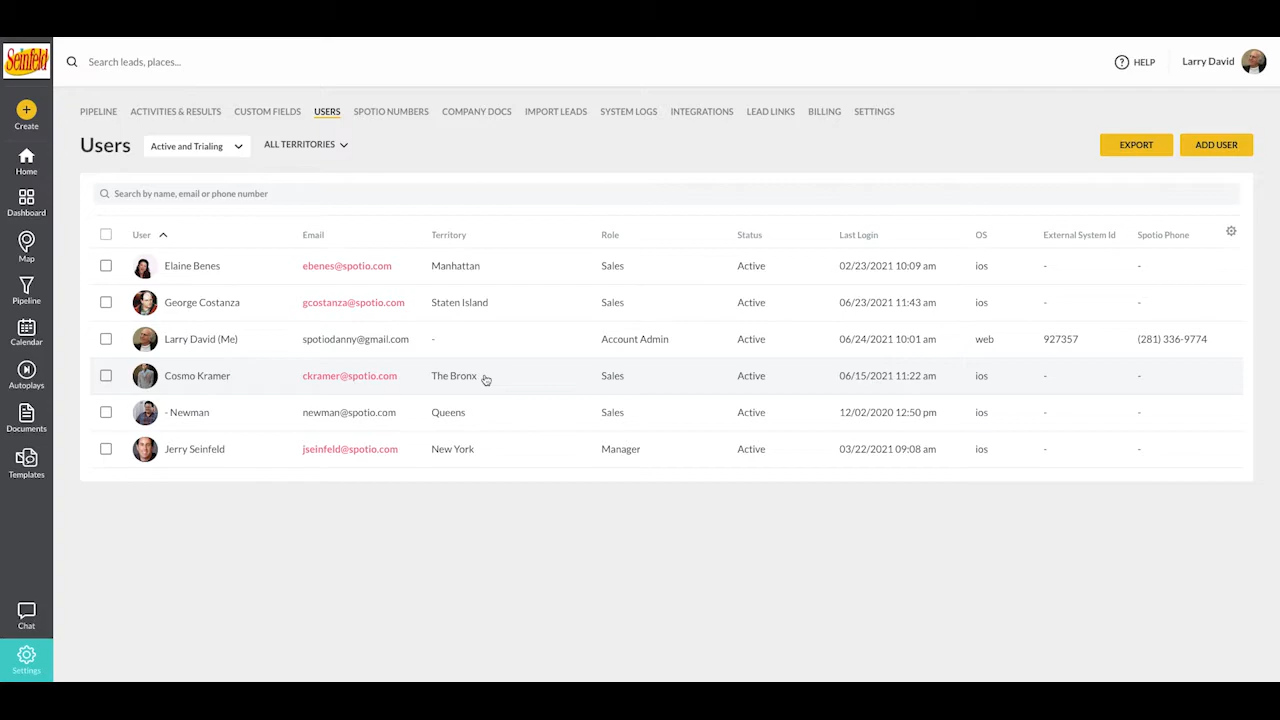 Seinfeld
Search leads, places...
HELP
Larry David
Create
Home
Dashboard
Map
Pipeline
Calendar
Autoplays
Documents
Templates
Chat
Settings
PIPELINE ACTIVITIES & RESULTS CUSTOM FIELDS USERS SPOTIO NUMBERS COMPANY DOCS IMPORT LEADS SYSTEM LOGS INTEGRATIONS LEAD LINKS BILLING SETTINGS
Users Active and Trialing ALL TERRITORIES EXPORT ADD USER
Search by name, email or phone number
User Email Territory Role Status Last Login OS External System Id Spotio Phone
Elaine Benes ebenes@spotio.com Manhattan Sales Active 02/23/2021 10:09 am ios - -
George Costanza gcostanza@spotio.com Staten Island Sales Active 06/23/2021 11:43 am ios - -
Larry David (Me) spotiodanny@gmail.com - Account Admin Active 06/24/2021 10:01 am web 927357 (281) 336-9774
Cosmo Kramer ckramer@spotio.com The Bronx Sales Active 06/15/2021 11:22 am ios - -
- Newman newman@spotio.com Queens Sales Active 12/02/2020 12:50 pm ios - -
Jerry Seinfeld jseinfeld@spotio.com New York Manager Active 03/22/2021 09:08 am ios - -